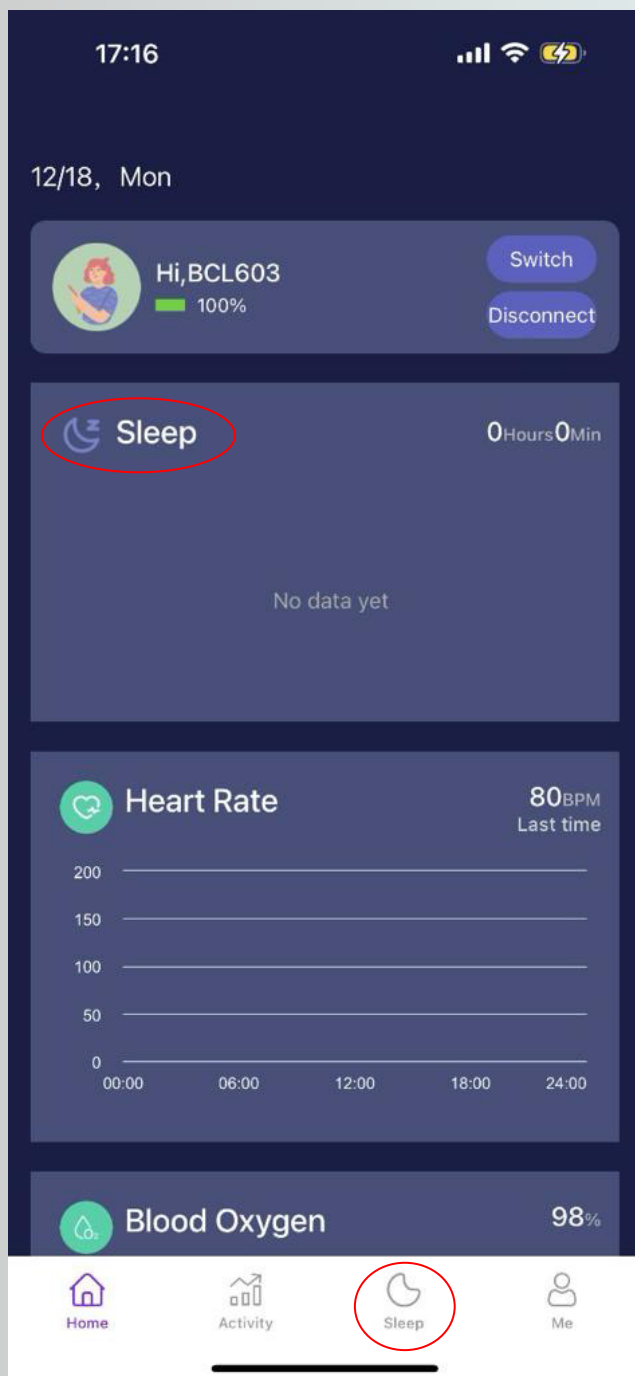 17:16
12/18, Mon
Hi,BCL603
100%
Switch
Disconnect
Sleep
0Hours0Min
No data yet
Heart Rate
80BPM
Last time
200
150
100
50
0
00:00 06:00 12:00 18:00 24:00
Blood Oxygen
98%
Home Activity Sleep Me